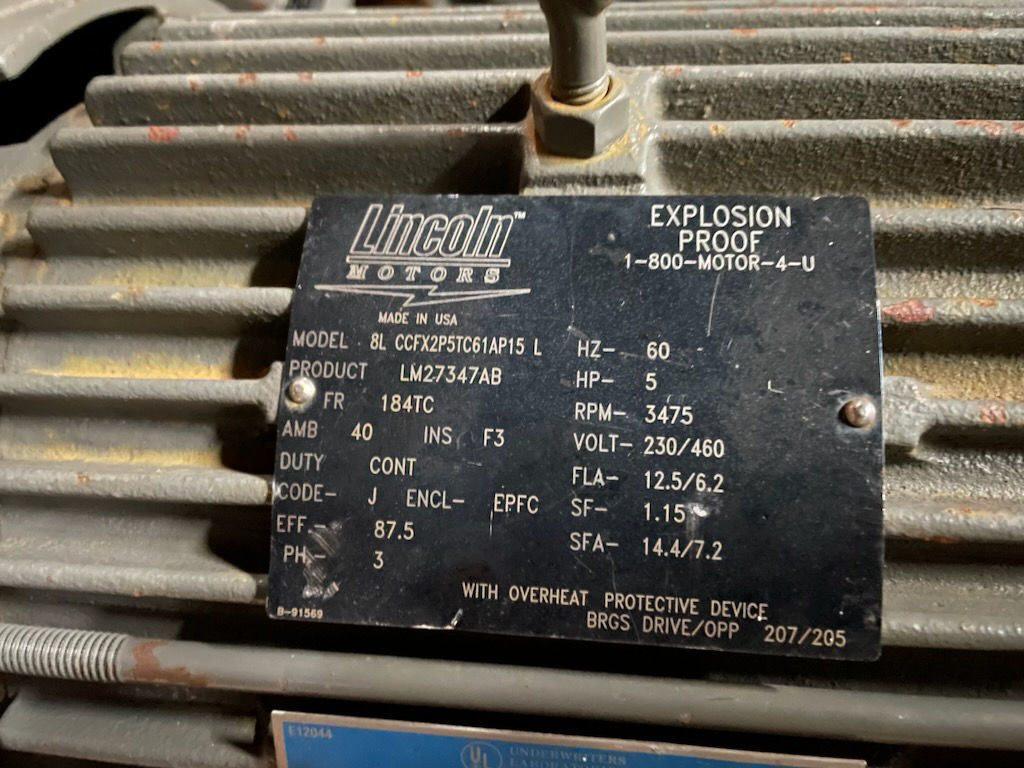 Lincoln™
MOTORS
MADE IN USA
EXPLOSION
PROOF
1-800-MOTOR-4-U
MODEL 8L CCFX2P5TC61AP15 L
PRODUCT LM27347AB
FR 184TC
AMB 40 INS F3
DUTY CONT
CODE- J ENCL- EPFC
EFF.- 87.5
PH- 3
HZ- 60
HP- 5
RPM- 3475
VOLT- 230/460
FLA- 12.5/6.2
SF- 1.15
SFA- 14.4/7.2
WITH OVERHEAT PROTECTIVE DEVICE
BRGS DRIVE/OPP 207/205
B-91569
E12044
UL
UNDERWRITERS